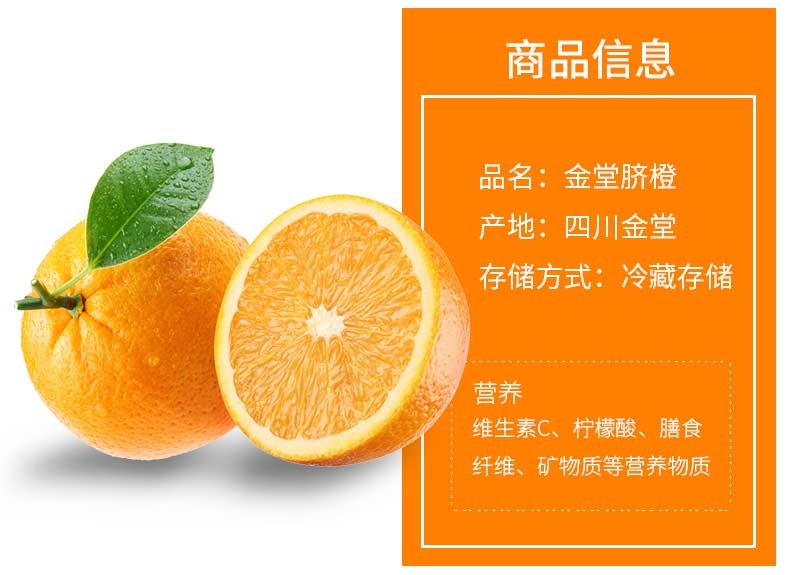 商品信息
品名：金堂脐橙
产地：四川金堂
存储方式：冷藏存储
营养
维生素C、柠檬酸、膳食
纤维、矿物质等营养物质